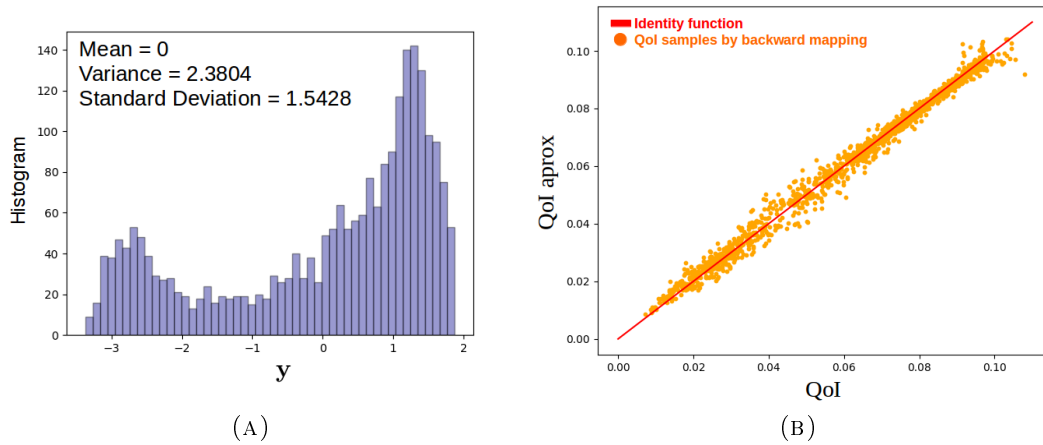 Mean = 0
Variance = 2.3804
Standard Deviation = 1.5428
Histogram
140
120
100
80
60
40
20
0
−3
−2
−1
0
1
2
y
(A)
Identity function
QoI samples by backward mapping
QoI aprox
0.10
0.08
0.06
0.04
0.02
0.00
0.00
0.02
0.04
0.06
0.08
0.10
QoI
(B)